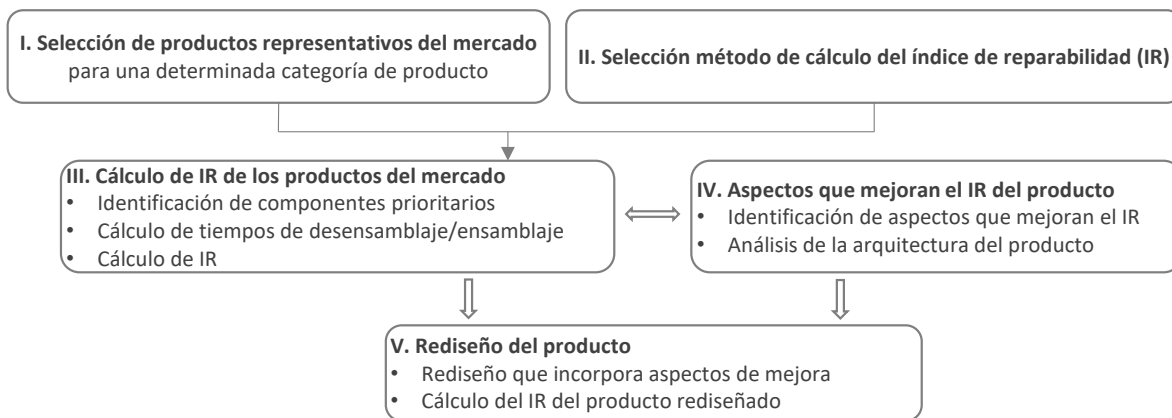 I. Selección de productos representativos del mercado
para una determinada categoría de producto
II. Selección método de cálculo del índice de reparabilidad (IR)
III. Cálculo de IR de los productos del mercado
• Identificación de componentes prioritarios
• Cálculo de tiempos de desensamblaje/ensamblaje
• Cálculo de IR
IV. Aspectos que mejoran el IR del producto
• Identificación de aspectos que mejoran el IR
• Análisis de la arquitectura del producto
V. Rediseño del producto
• Rediseño que incorpora aspectos de mejora
• Cálculo del IR del producto rediseñado